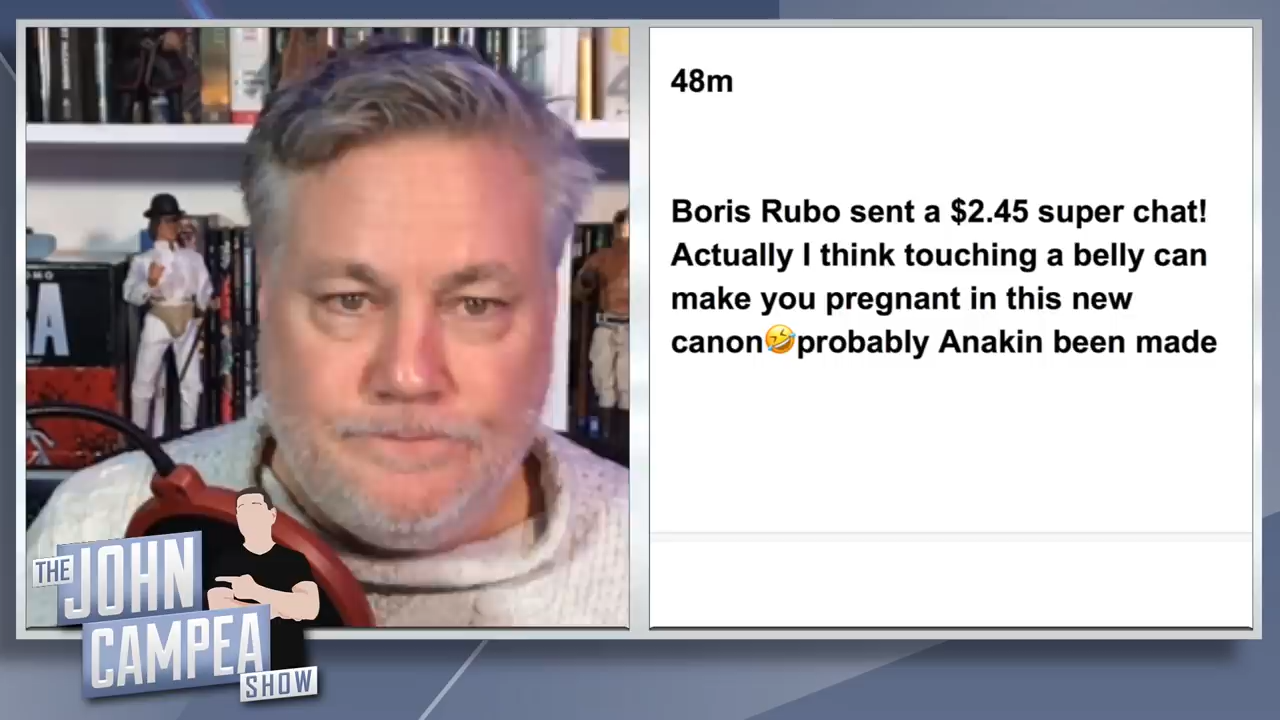 48m
Boris Rubo sent a $2.45 super chat!
Actually I think touching a belly can
make you pregnant in this new
canon🤣probably Anakin been made
THE
JOHN
CAMPEA
SHOW